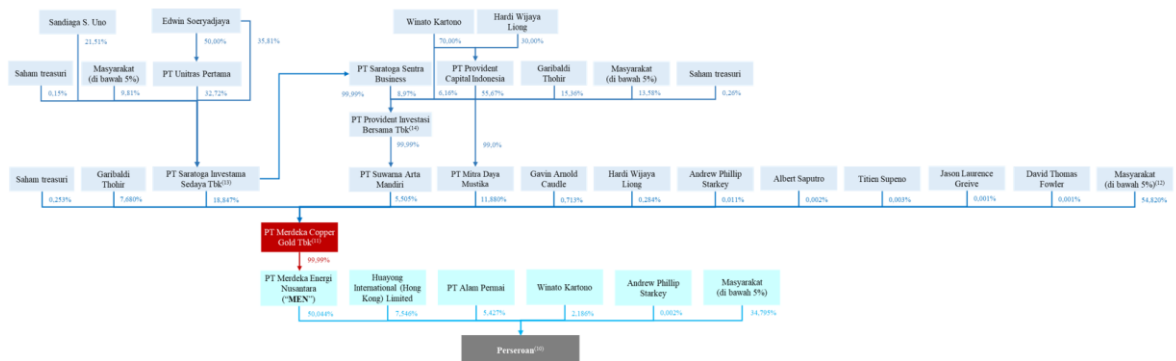 Sandiaga S. Uno
Edwin Soeryadjaya
Winato Kartono
Hardi Wijaya
Liong
21,51%
50,00%
35,81%
70,00%
30,00%
Saham treasuri
Masyarakat
(di bawah 5%)
PT Unitras Pertama
PT Saratoga Sentra
Business
PT Provident
Capital Indonesia
Garibaldi
Thohir
Masyarakat
(di bawah 5%)
Saham treasuri
0,15%
9,81%
32,72%
99,99%
8,97%
6,16%
55,67%
15,36%
13,58%
0,26%
PT Provident Investasi
Bersama Tbk(14)
99,99%
99,0%
Saham treasuri
Garibaldi
Thohir
PT Saratoga Investama
Sedaya Tbk(13)
PT Suwarna Arta
Mandiri
PT Mitra Daya
Mustika
Gavin Arnold
Caudle
Hardi Wijaya
Liong
Andrew Phillip
Starkey
Albert Saputro
Titien Supeno
Jason Laurence
Greive
David Thomas
Fowler
Masyarakat
(di bawah 5%)(12)
0,253%
7,680%
18,847%
5,505%
11,880%
0,713%
0,284%
0,011%
0,002%
0,003%
0,001%
0,001%
54,820%
PT Merdeka Copper
Gold Tbk(11)
99,99%
PT Merdeka Energi
Nusantara
("MEN")
Huayong
International (Hong
Kong) Limited
PT Alam Permai
Winato Kartono
Andrew Phillip
Starkey
Masyarakat
(di bawah 5%)
50,044%
7,546%
5,427%
2,186%
0,002%
34,795%
Perseroan(10)